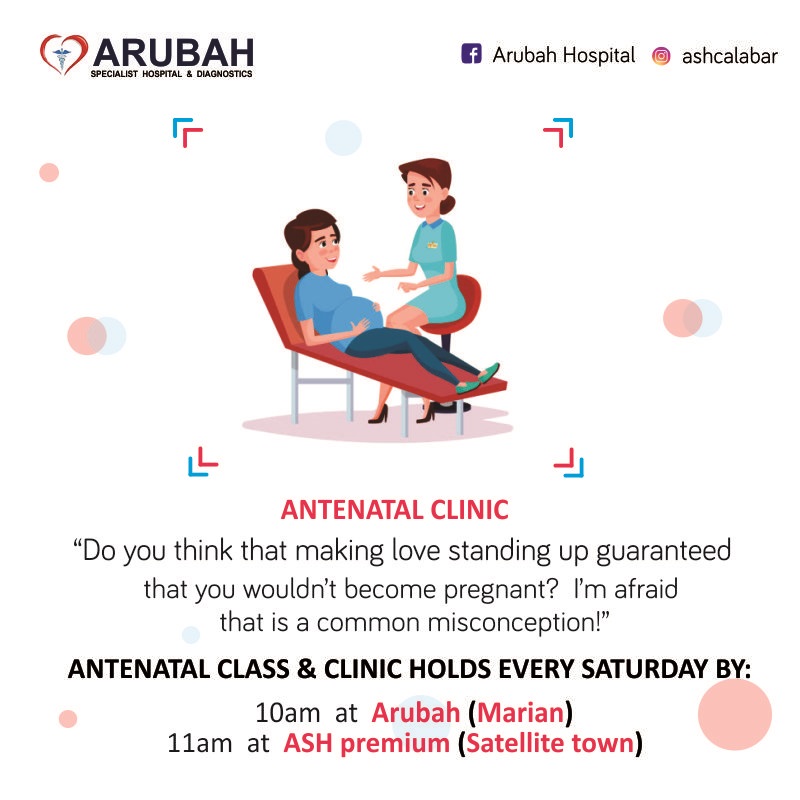 ARUBAH
SPECIALIST HOSPITAL & DIAGNOSTICS
Arubah Hospital ashcalabar
ANTENATAL CLINIC
“Do you think that making love standing up guaranteed
that you wouldn’t become pregnant? I’m afraid
that is a common misconception!”
ANTENATAL CLASS & CLINIC HOLDS EVERY SATURDAY BY:
10am at Arubah (Marian)
11am at ASH premium (Satellite town)